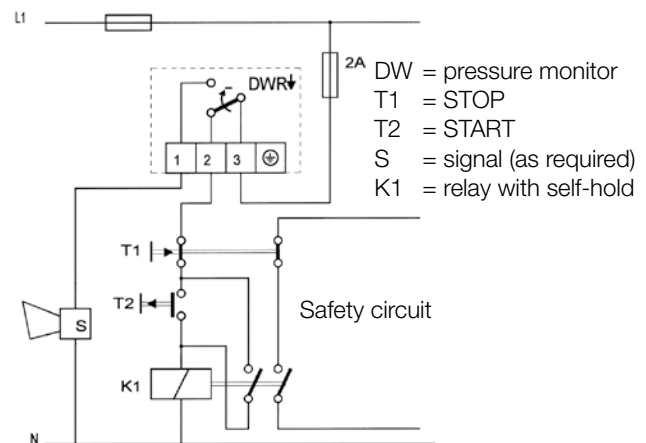 L1
2A
DWR↓
-
1 2 3
DW = pressure monitor
T1 = STOP
T2 = START
S = signal (as required)
K1 = relay with self-hold
T1
T2
Safety circuit
S
K1
N